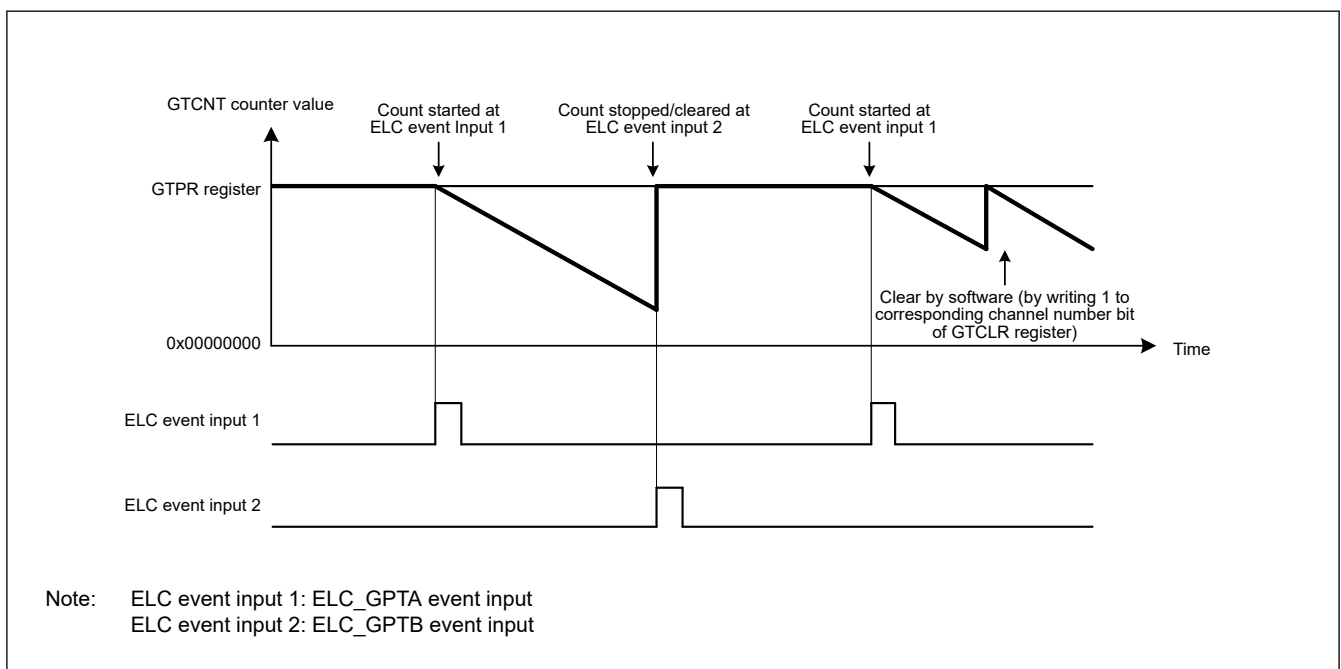 GTCNT counter value
Count started at
ELC event Input 1
Count stopped/cleared at
ELC event input 2
Count started at
ELC event input 1
GTPR register
Clear by software (by writing 1 to
corresponding channel number bit
of GTCLR register)
0x00000000
Time
ELC event input 1
ELC event input 2
Note: ELC event input 1: ELC_GPTA event input
ELC event input 2: ELC_GPTB event input